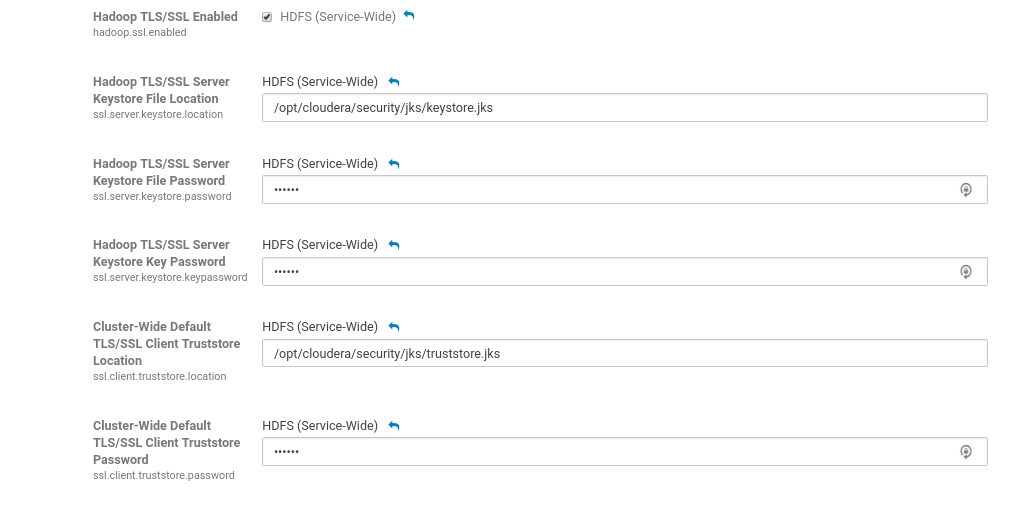 Hadoop TLS/SSL Enabled
hadoop.ssl.enabled
HDFS (Service-Wide)
Hadoop TLS/SSL Server
Keystore File Location
ssl.server.keystore.location
HDFS (Service-Wide)
/opt/cloudera/security/jks/keystore.jks
Hadoop TLS/SSL Server
Keystore File Password
ssl.server.keystore.password
HDFS (Service-Wide)
••••••
Hadoop TLS/SSL Server
Keystore Key Password
ssl.server.keystore.keypassword
HDFS (Service-Wide)
••••••
Cluster-Wide Default
TLS/SSL Client Truststore
Location
ssl.client.truststore.location
HDFS (Service-Wide)
/opt/cloudera/security/jks/truststore.jks
Cluster-Wide Default
TLS/SSL Client Truststore
Password
ssl.client.truststore.password
HDFS (Service-Wide)
••••••